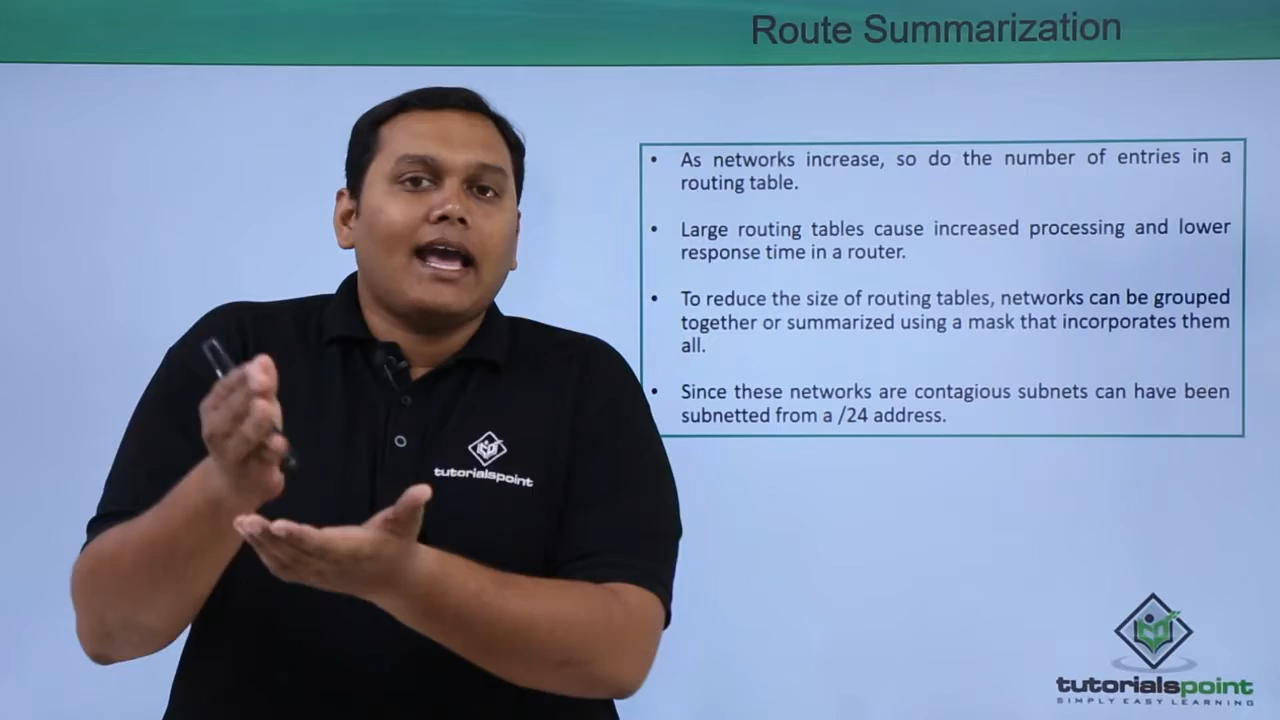 Route Summarization
• As networks increase, so do the number of entries in a
routing table.
• Large routing tables cause increased processing and lower
response time in a router.
• To reduce the size of routing tables, networks can be grouped
together or summarized using a mask that incorporates them
all.
• Since these networks are contagious subnets can have been
subnetted from a /24 address.
tutorialspoint
tutorialspoint
SIMPLY EASY LEARNING